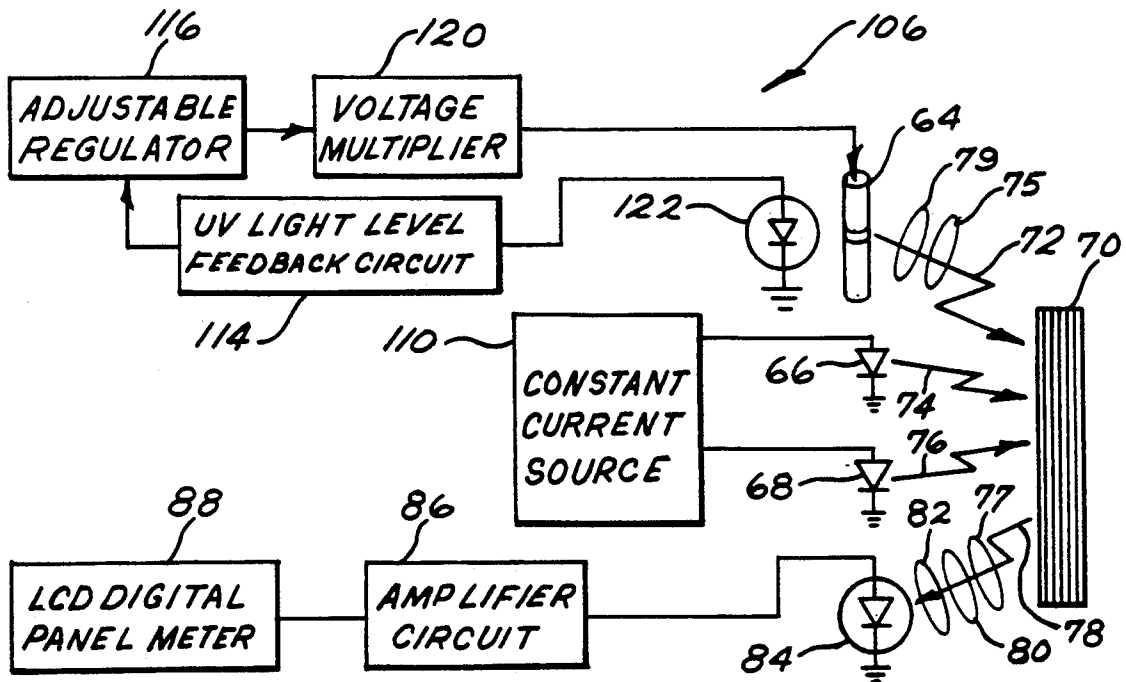 116
120
106
ADJUSTABLE
REGULATOR
VOLTAGE
MULTIPLIER
64
79
75
72
70
122
UV LIGHT LEVEL
FEEDBACK CIRCUIT
114
110
CONSTANT
CURRENT
SOURCE
66
74
76
68
88
86
82
77
LCD DIGITAL
PANEL METER
AMPLIFIER
CIRCUIT
84
80
78